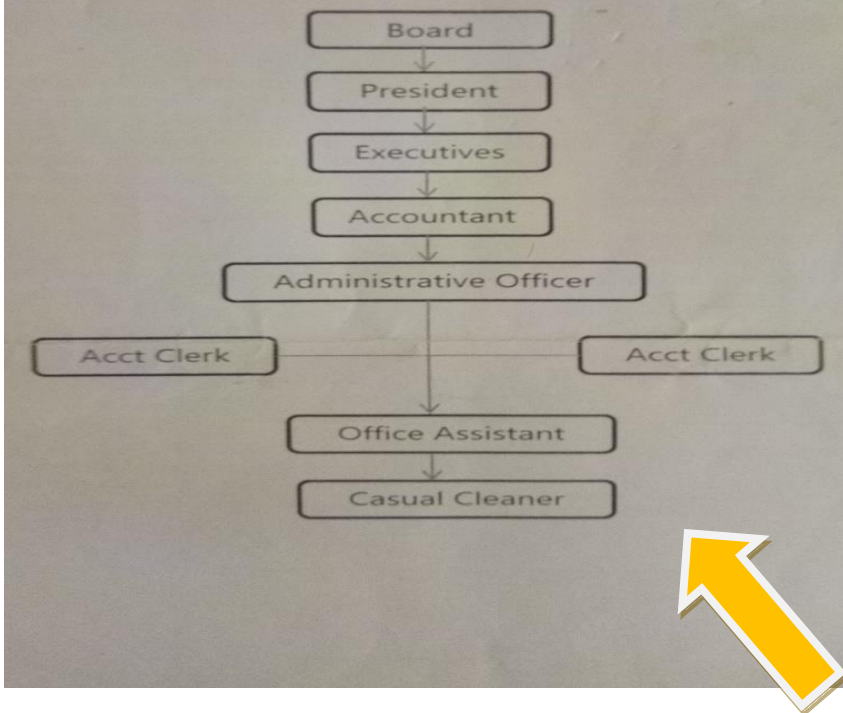 Board
President
Executives
Accountant
Administrative Officer
Acct Clerk
Acct Clerk
Office Assistant
Casual Cleaner